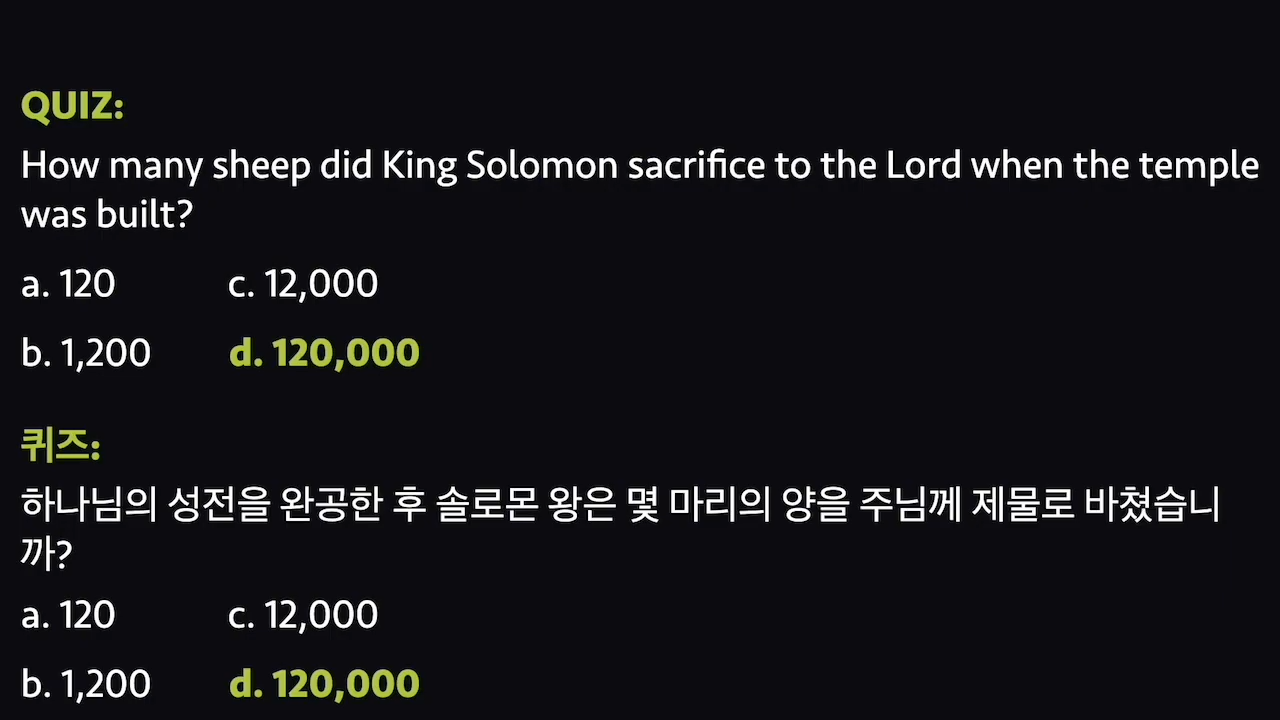 QUIZ:
How many sheep did King Solomon sacrifice to the Lord when the temple
was built?
a. 120 c. 12,000
b. 1,200 d. 120,000
퀴즈:
하나님의 성전을 완공한 후 솔로몬 왕은 몇 마리의 양을 주님께 제물로 바쳤습니
까?
a. 120 c. 12,000
b. 1,200 d. 120,000